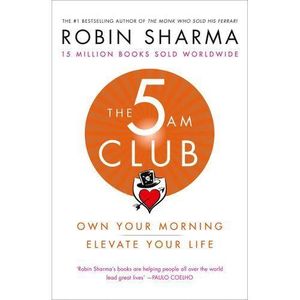 THE #1 BESTSELLING AUTHOR OF THE MONK WHO SOLD HIS FERRARI
ROBIN SHARMA
15 MILLION BOOKS SOLD WORLDWIDE
THE 5 AM
CLUB
OWN YOUR MORNING
ELEVATE YOUR LIFE
'Robin Sharma's books are helping people all over the world
lead great lives' —PAULO COELHO